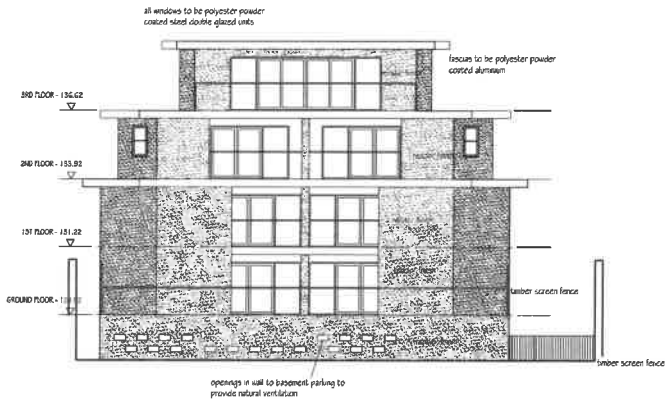 all windows to be polyester powder
coated steel double glazed units
fascias to be polyester powder
coated aluminium
3RD FLOOR - 136.62
2ND FLOOR - 133.92
1ST FLOOR - 131.22
GROUND FLOOR -
timber screen fence
timber screen fence
openings in wall to basement parking to
provide natural ventilation